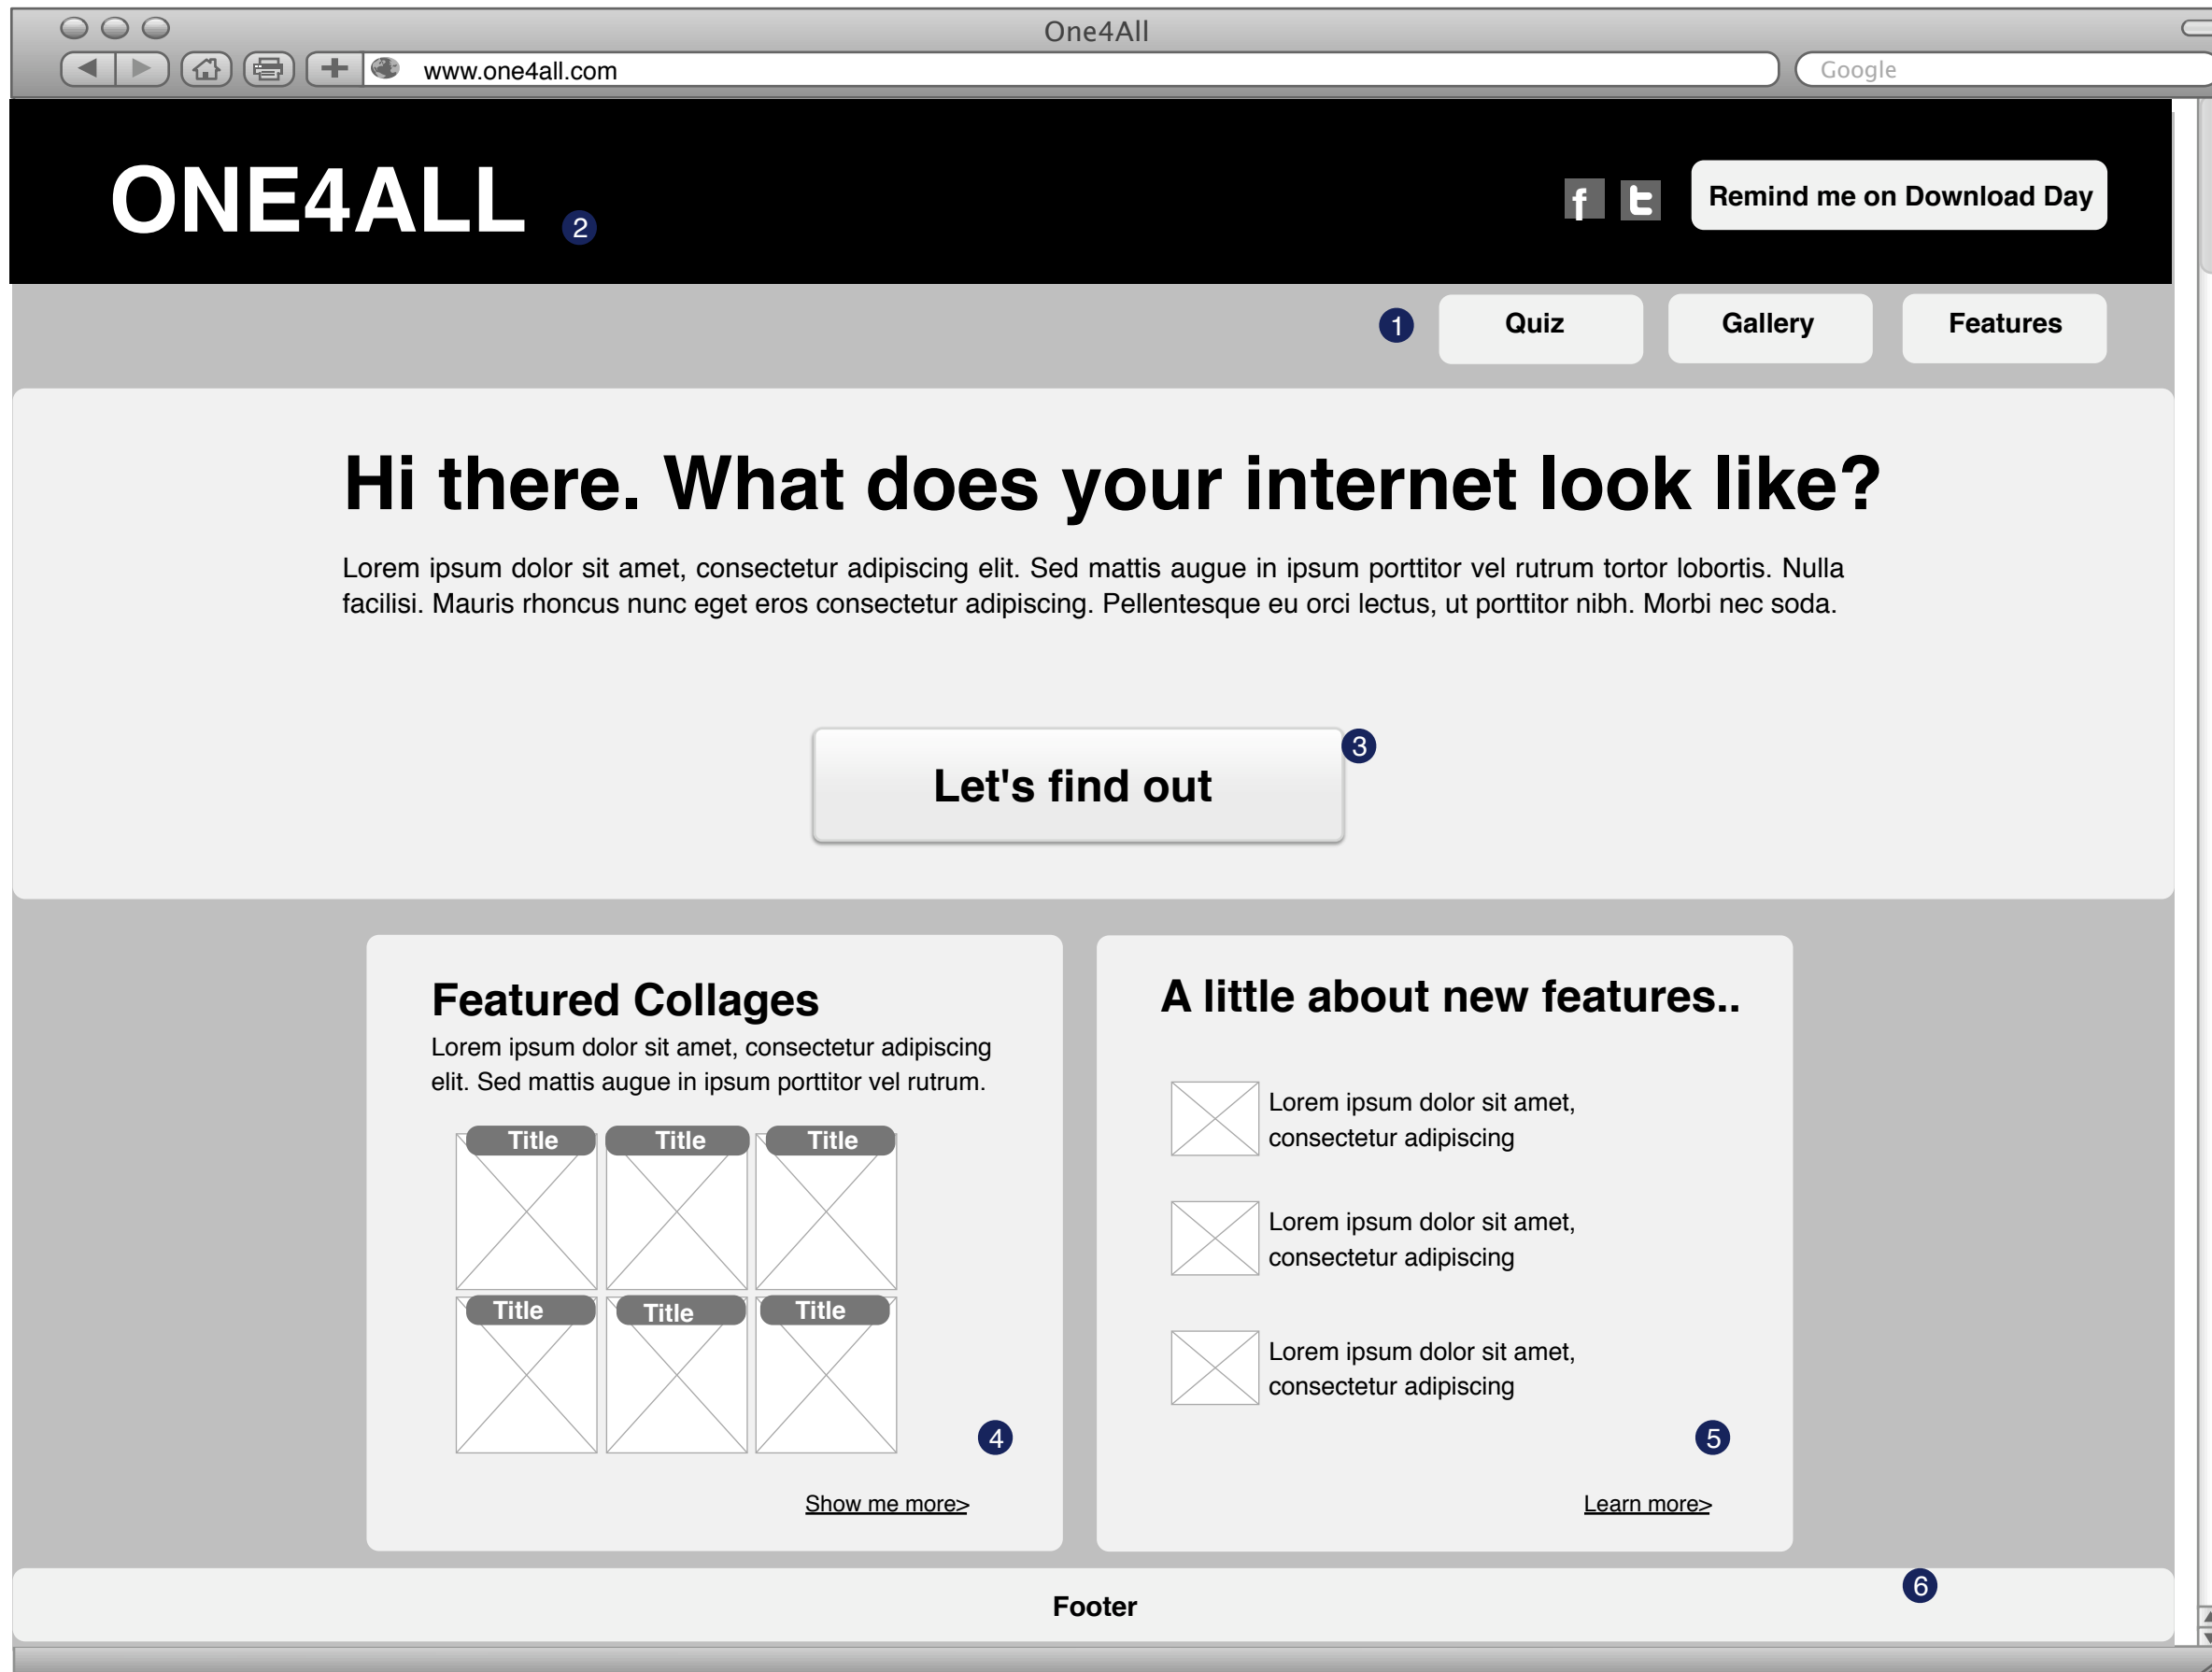 One4All
www.one4all.com
Google
ONE4ALL
2
f
t
Remind me on Download Day
1
Quiz
Gallery
Features
Hi there. What does your internet look like?
Lorem ipsum dolor sit amet, consectetur adipiscing elit. Sed mattis augue in ipsum porttitor vel rutrum tortor lobortis. Nulla
facilisi. Mauris rhoncus nunc eget eros consectetur adipiscing. Pellentesque eu orci lectus, ut porttitor nibh. Morbi nec soda.
3
Let's find out
Featured Collages
Lorem ipsum dolor sit amet, consectetur adipiscing
elit. Sed mattis augue in ipsum porttitor vel rutrum.
Title
Title
Title
Title
Title
Title
4
Show me more>
A little about new features..
Lorem ipsum dolor sit amet,
consectetur adipiscing
Lorem ipsum dolor sit amet,
consectetur adipiscing
Lorem ipsum dolor sit amet,
consectetur adipiscing
5
Learn more>
6
Footer